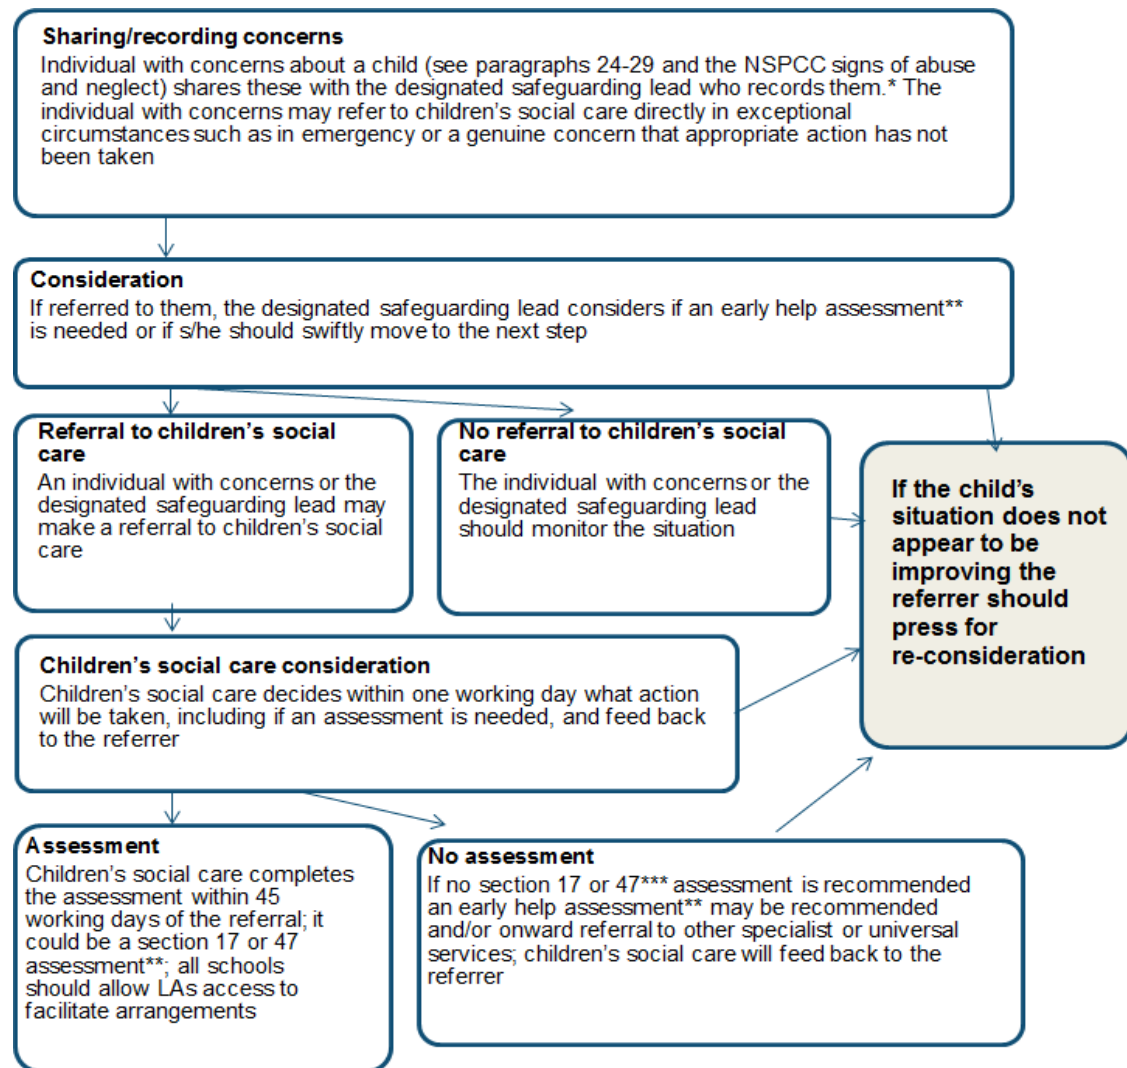 Sharing/recording concerns
Individual with concerns about a child (see paragraphs 24-29 and the NSPCC signs of abuse
and neglect) shares these with the designated safeguarding lead who records them.* The
individual with concerns may refer to children's social care directly in exceptional
circumstances such as in emergency or a genuine concern that appropriate action has not
been taken
Consideration
If referred to them, the designated safeguarding lead considers if an early help assessment**
is needed or if s/he should swiftly move to the next step
Referral to children's social
care
An individual with concerns or the
designated safeguarding lead may
make a referral to children's social
care
No referral to children's social
care
The individual with concerns or the
designated safeguarding lead
should monitor the situation
If the child's
situation does not
appear to be
improving the
referrer should
press for
re-consideration
Children's social care consideration
Children's social care decides within one working day what action
will be taken, including if an assessment is needed, and feed back
to the referrer
Assessment
Children's social care completes
the assessment within 45
working days of the referral; it
could be a section 17 or 47
assessment**; all schools
should allow LAs access to
facilitate arrangements
No assessment
If no section 17 or 47*** assessment is recommended
an early help assessment** may be recommended
and/or onward referral to other specialist or universal
services; children's social care will feed back to the
referrer